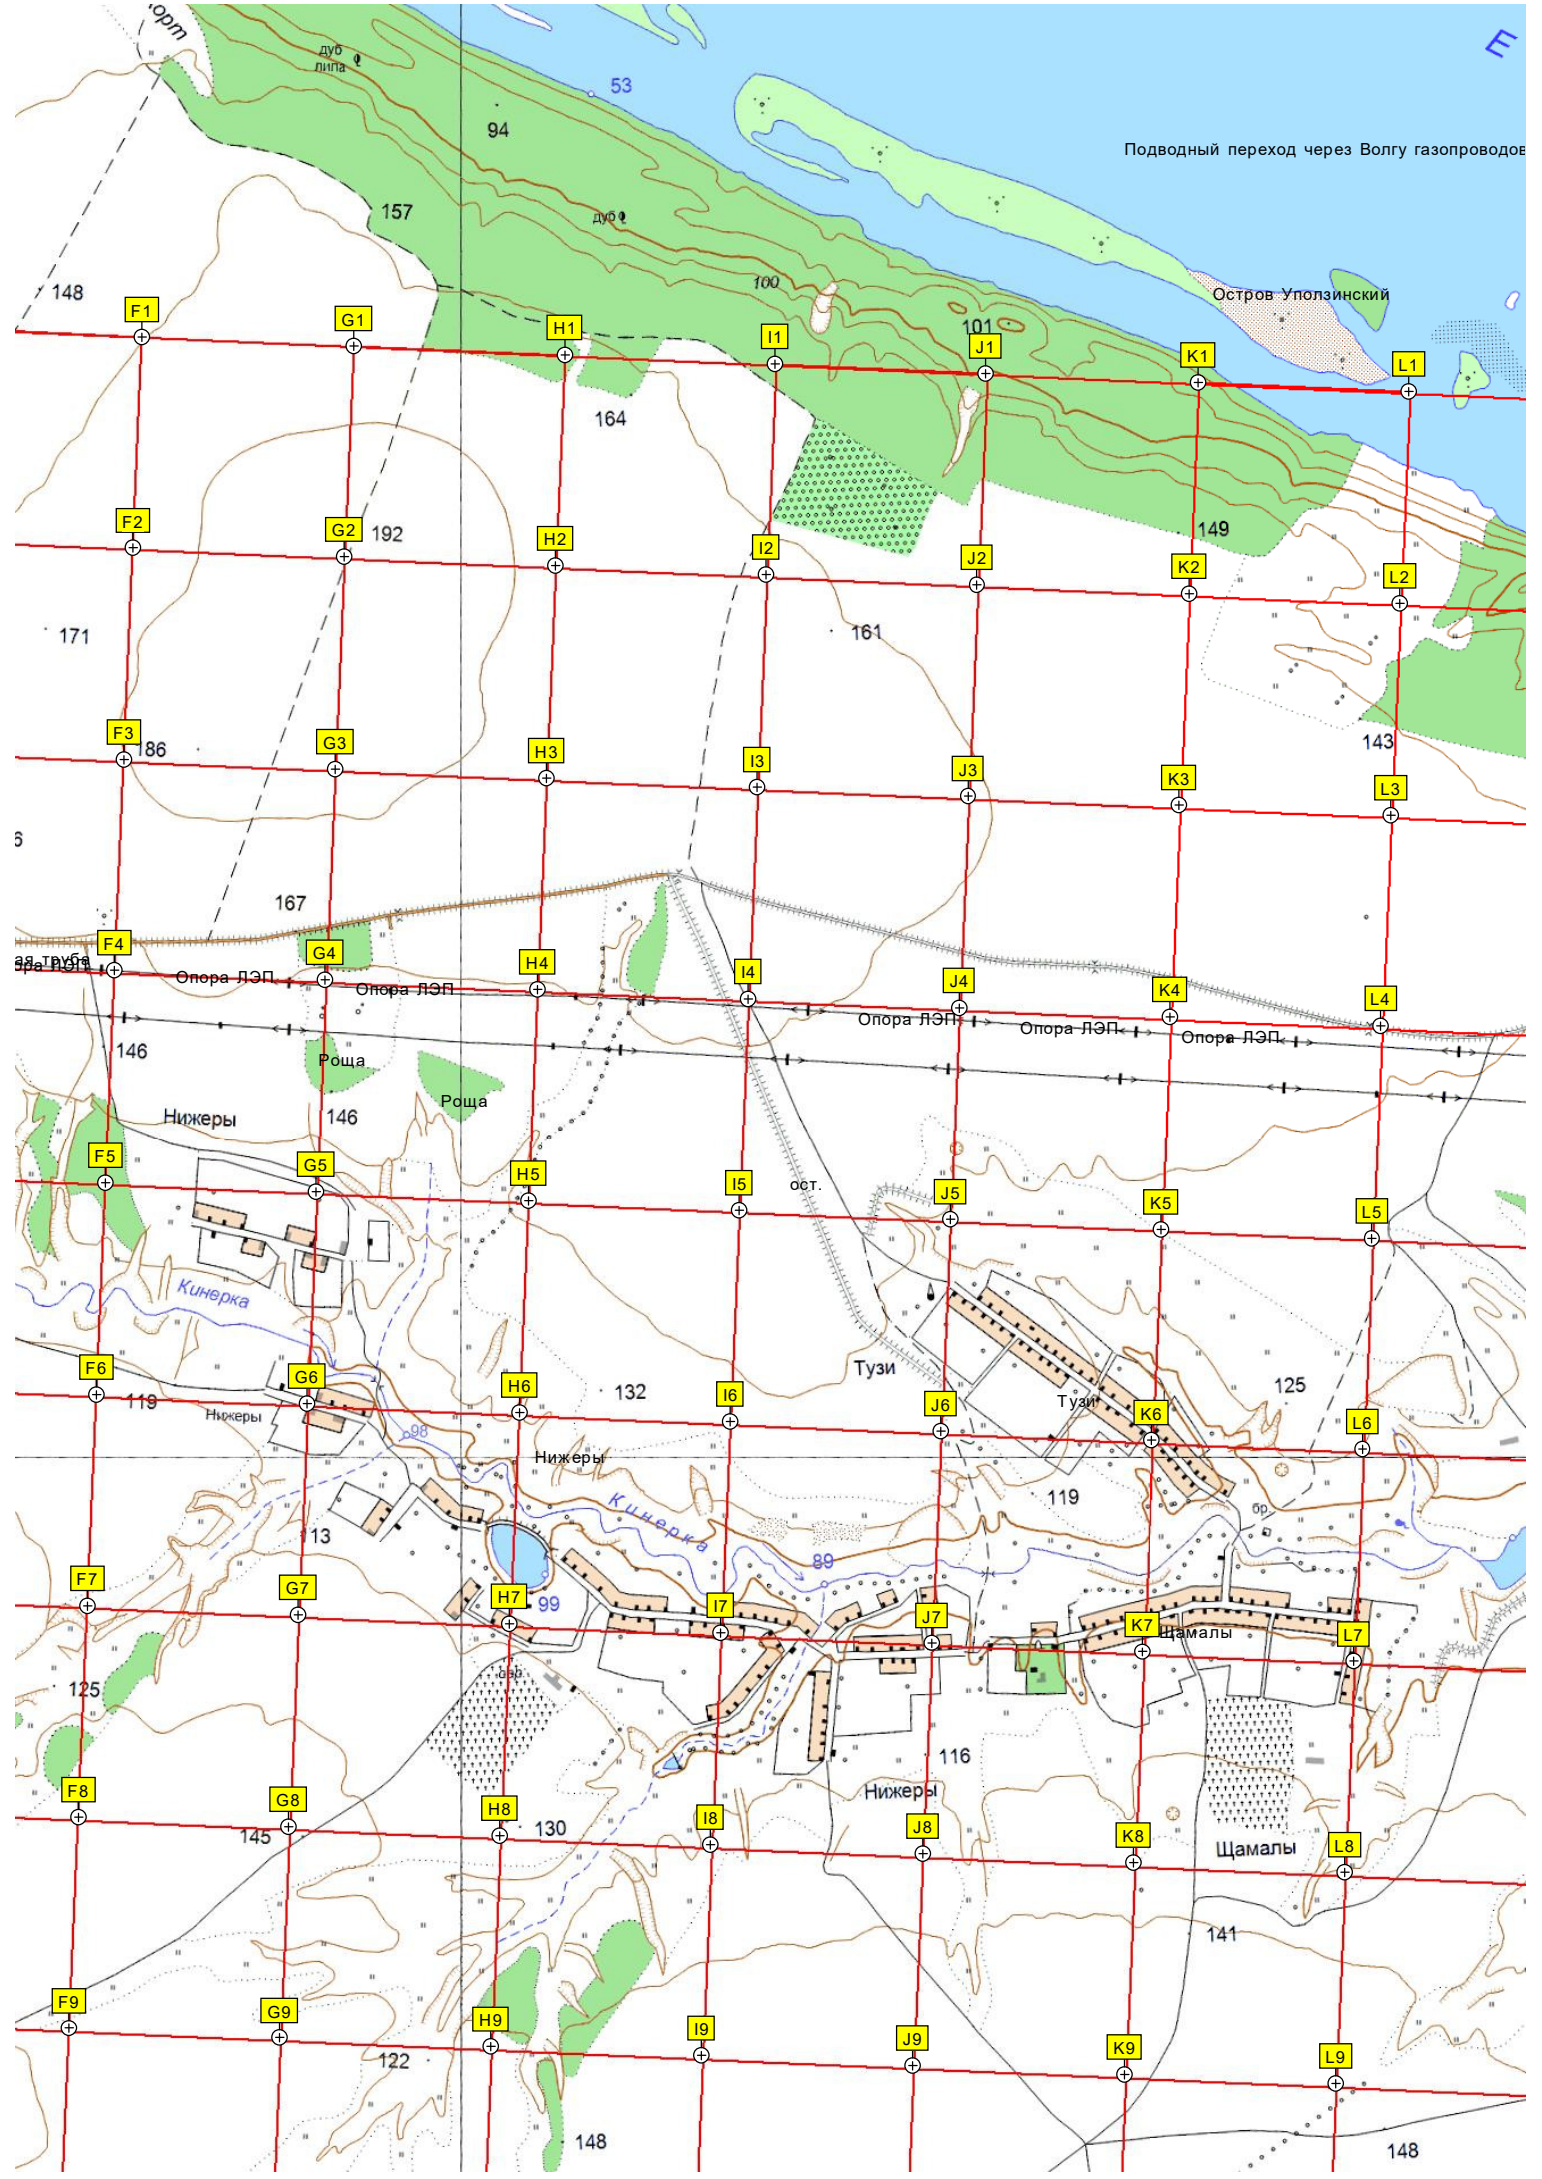 орт
дуб
липа
53
Е
94
Подводный переход через Волгу газопроводов
157
дуб
148
100
Остров Уползинский
F1
G1
H1
I1
101
J1
K1
L1
164
F2
G2
192
H2
149
I2
J2
K2
L2
171
161
F3
186
G3
H3
I3
J3
K3
143
L3
6
167
F4
G4
H4
I4
J4
K4
L4
ая труба
ора ЛЭП
Опора ЛЭП
Опора ЛЭП
Опора ЛЭП
Опора ЛЭП
Опора ЛЭП
146
Роща
Роща
Нижеры
146
F5
G5
H5
I5
ост.
J5
K5
L5
Кинерка
F6
G6
H6
Тузи
I6
132
J6
Тузи
K6
125
L6
119
Нижеры
98
Нижеры
119
бр.
Кинерка
113
89
F7
G7
H7
99
I7
J7
K7
Щамалы
L7
125
116
Нижеры
F8
G8
H8
I8
J8
K8
L8
145
130
Щамалы
141
F9
G9
H9
I9
J9
K9
L9
122
148
148